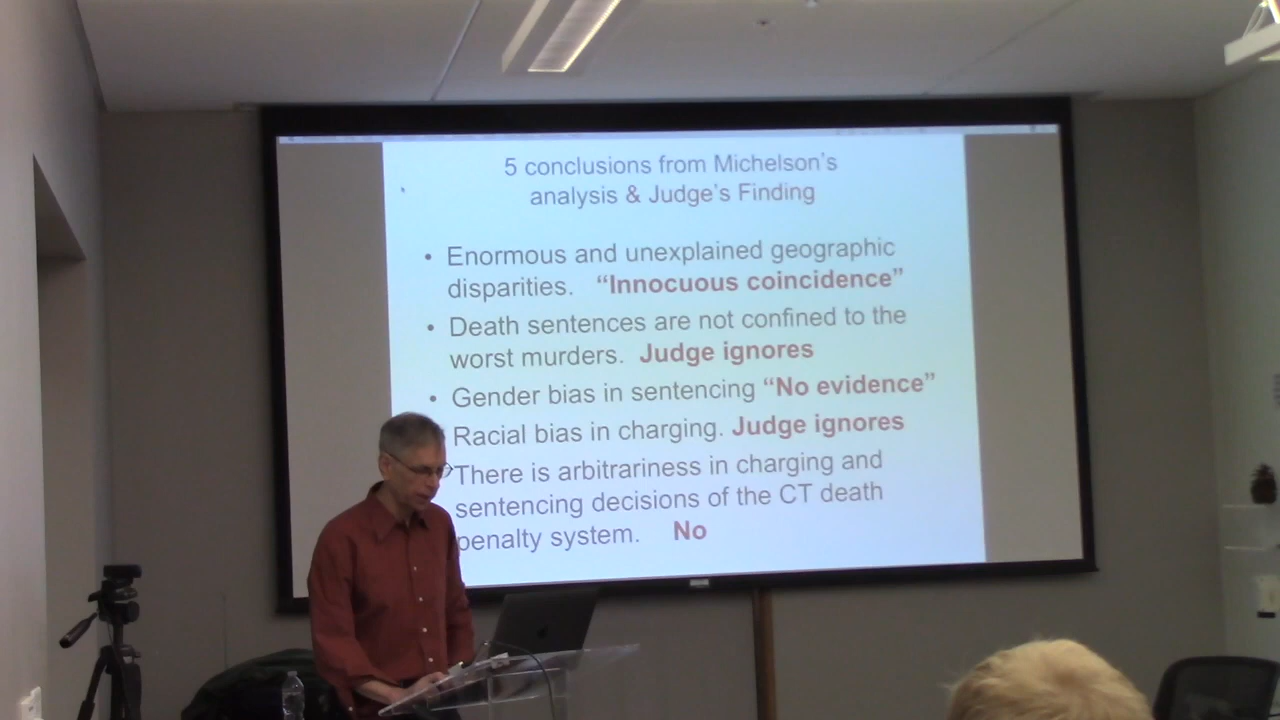 5 conclusions from Michelson's
analysis & Judge's Finding
• Enormous and unexplained geographic
disparities. “Innocuous coincidence”
• Death sentences are not confined to the
worst murders. Judge ignores
• Gender bias in sentencing “No evidence”
Racial bias in charging. Judge ignores
There is arbitrariness in charging and
sentencing decisions of the CT death
penalty system. No